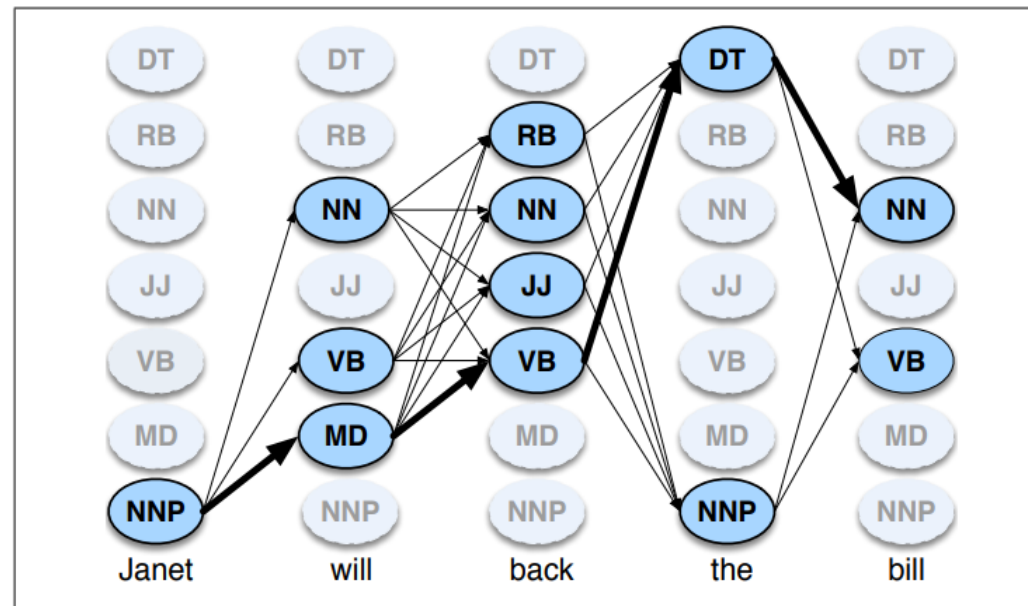 DT DT DT DT DT
RB RB RB RB RB
NN NN NN NN NN
JJ JJ JJ JJ JJ
VB VB VB VB VB
MD MD MD MD MD
NNP NNP NNP NNP NNP
Janet will back the bill